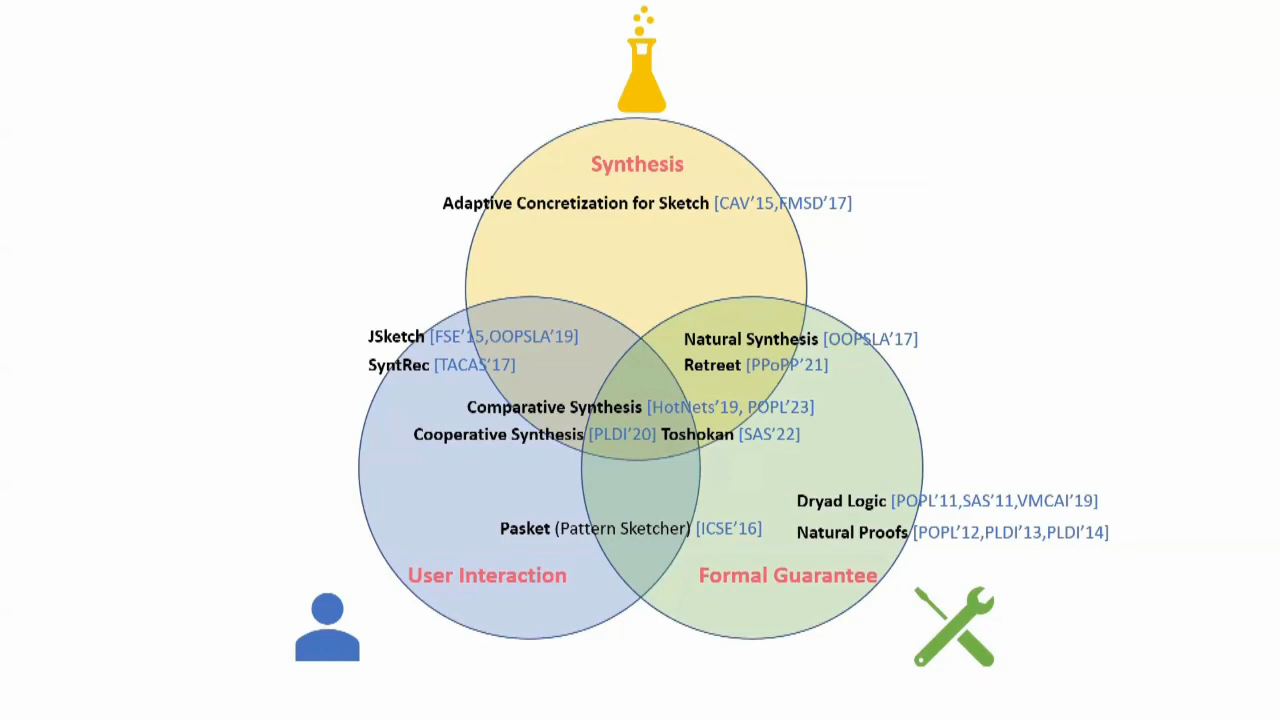 Synthesis
Adaptive Concretization for Sketch [CAV'15,FMSD'17]
JSketch [FSE'15,OOPSLA'19]
SyntRec [TACAS'17]
Natural Synthesis [OOPSLA'17]
Retreet [PPoPP'21]
Comparative Synthesis [HotNets'19, POPL'23]
Cooperative Synthesis [PLDI'20] Toshokan [SAS'22]
Dryad Logic [POPL'11,SAS'11,VMCAI'19]
Natural Proofs [POPL'12,PLDI'13,PLDI'14]
Pasket (Pattern Sketcher) [ICSE'16]
User Interaction
Formal Guarantee